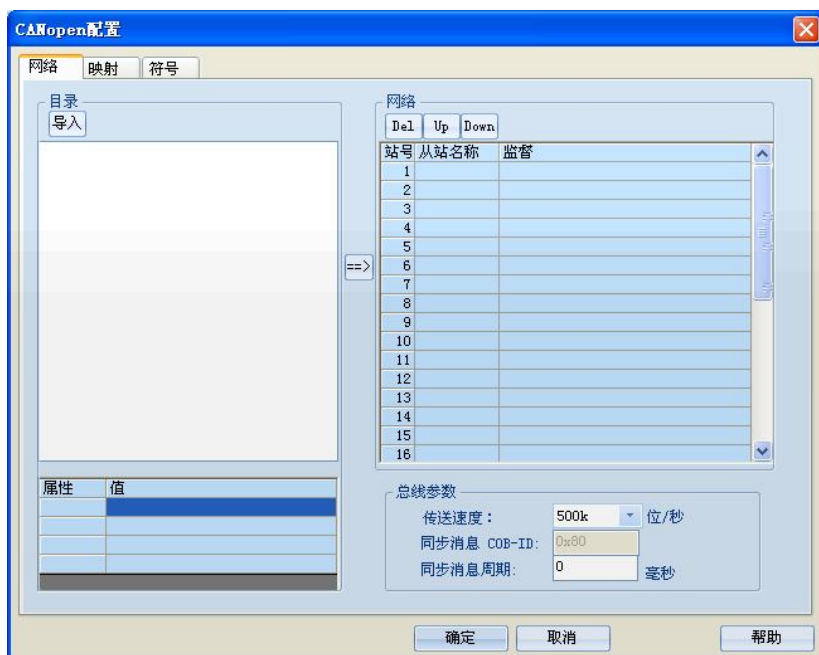 CANopen配置
网络 映射 符号
目录
导入
==>
属性 值
网络
Del Up Down
站号 从站名称 监督
1
2
3
4
5
6
7
8
9
10
11
12
13
14
15
16
总线参数
传送速度： 500k 位/秒
同步消息 COB-ID: 0x80
同步消息周期: 0 毫秒
确定 取消 帮助